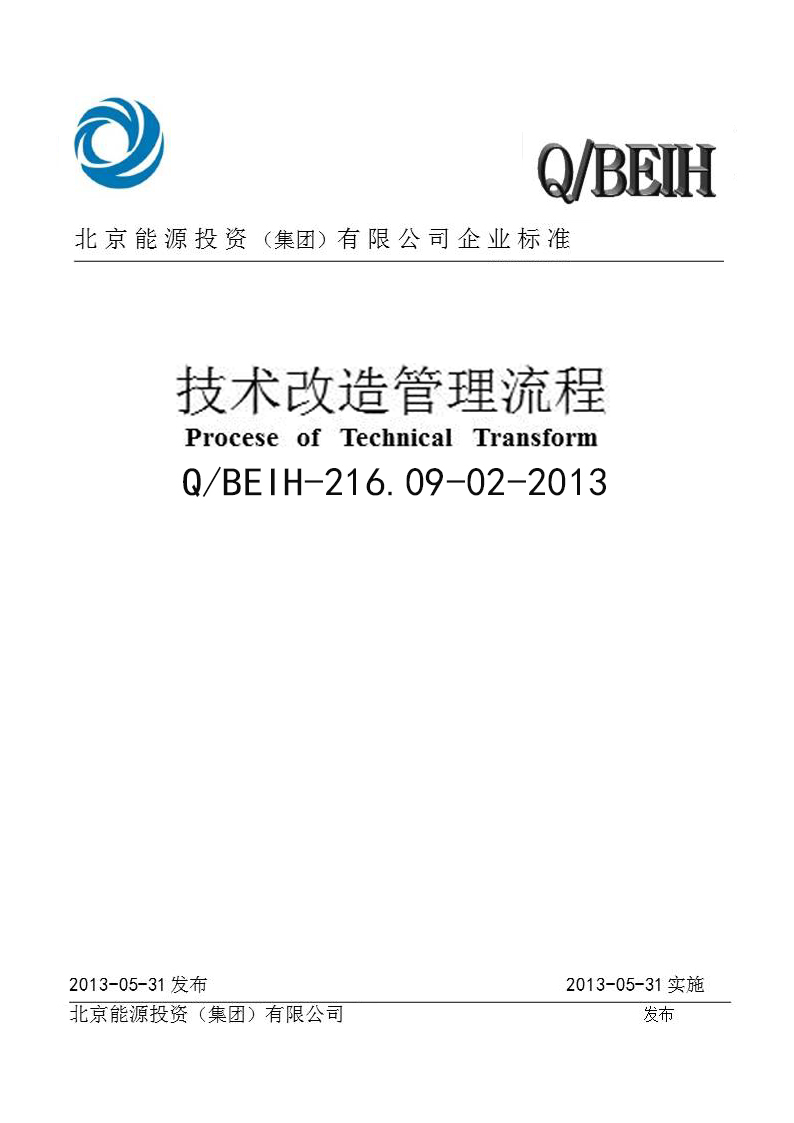 Q/BEIH
北京能源投资（集团）有限公司企业标准
技术改造管理流程
Procese of Technical Transform
Q/BEIH-216.09-02-2013
2013-05-31发布 2013-05-31实施
北京能源投资（集团）有限公司 发布